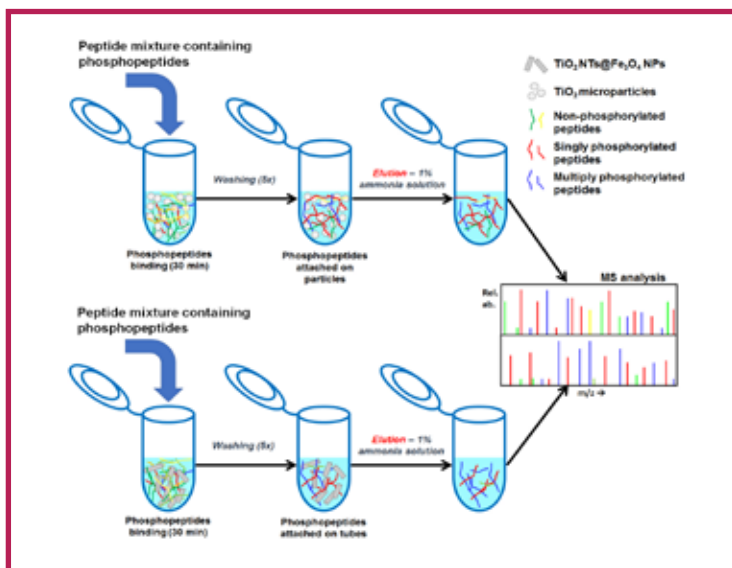 Peptide mixture containing
phosphopeptides
TiO2NTs@Fe3O4 NPs
TiO2 microparticles
Non-phosphorylated
peptides
Singly phosphorylated
peptides
Multiply phosphorylated
peptides
Washing (5x)
Elution – 1%
ammonia solution
Phosphopeptides
binding (30 min)
Phosphopeptides
attached on
particles
MS analysis
Rel.
ab.
m/z →
Peptide mixture containing
phosphopeptides
Washing (5x)
Elution – 1%
ammonia solution
Phosphopeptides
binding (30 min)
Phosphopeptides
attached on tubes